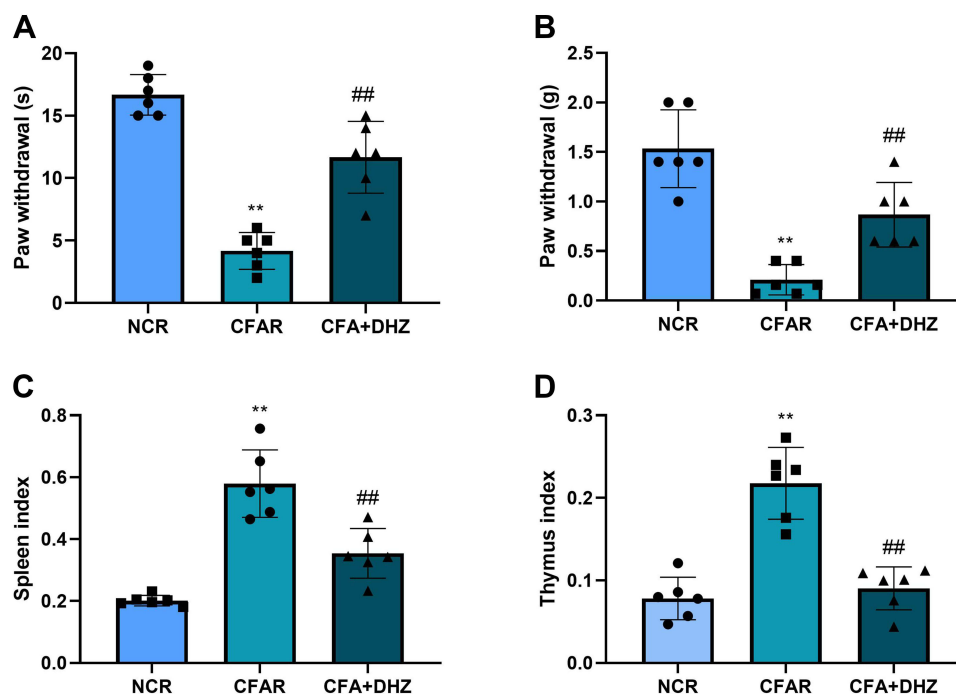 A
Paw withdrawal (s)
20
15
10
5
0
**
##
NCR
CFAR
CFA+DHZ
B
Paw withdrawal (g)
2.5
2.0
1.5
1.0
0.5
0.0
**
##
NCR
CFAR
CFA+DHZ
C
Spleen index
0.8
0.6
0.4
0.2
0.0
**
##
NCR
CFAR
CFA+DHZ
D
Thymus index
0.3
0.2
0.1
0.0
**
##
NCR
CFAR
CFA+DHZ